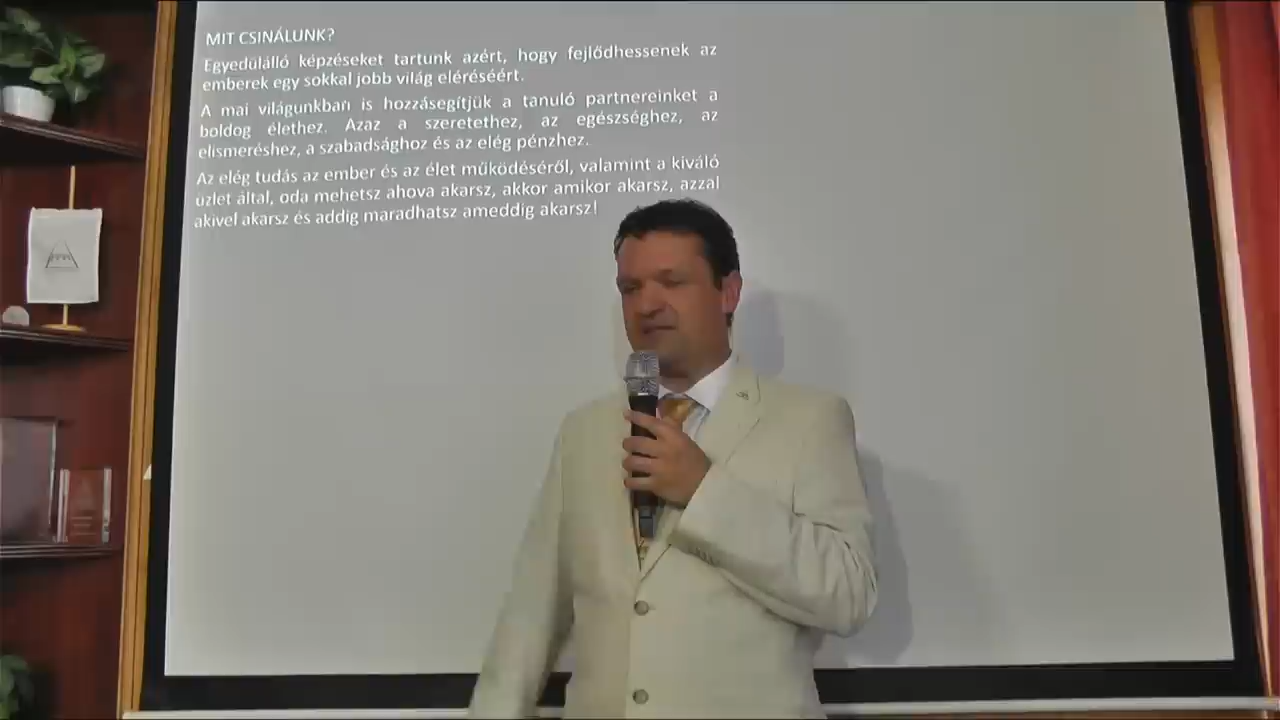 MIT CSINÁLUNK?
Egyedülálló képzéseket tartunk azért, hogy fejlődhessenek az
emberek egy sokkal jobb világ eléréséért.
A mai világunkban is hozzásegítjük a tanuló partnereinket a
boldog élethez. Azaz a szeretethez, az egészséghez, az
elismeréshez, a szabadsághoz és az elég pénzhez.
Az elég tudás az ember és az élet működéséről, valamint a kiváló
üzlet által, oda mehetsz ahova akarsz, akkor amikor akarsz, azzal
akivel akarsz és addig maradhatsz ameddig akarsz!